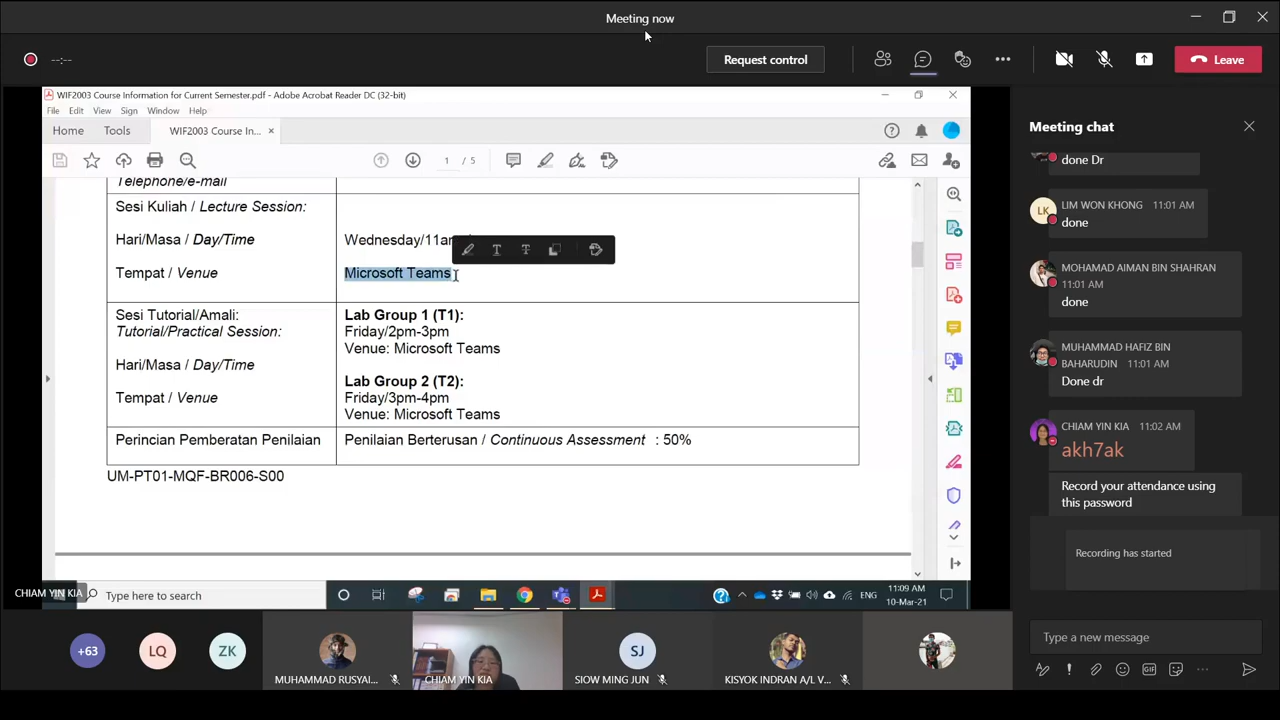 Meeting now
--:--
Request control
Leave
WIF2003 Course Information for Current Semester.pdf - Adobe Acrobat Reader DC (32-bit)
File Edit View Sign Window Help
Home Tools WIF2003 Course In...
1 / 5
Telephone/e-mail
Sesi Kuliah / Lecture Session:
Hari/Masa / Day/Time
Wednesday/11am
Tempat / Venue
Microsoft Teams
Sesi Tutorial/Amali:
Tutorial/Practical Session:
Hari/Masa / Day/Time
Tempat / Venue
Lab Group 1 (T1):
Friday/2pm-3pm
Venue: Microsoft Teams
Lab Group 2 (T2):
Friday/3pm-4pm
Venue: Microsoft Teams
Perincian Pemberatan Penilaian
Penilaian Berterusan / Continuous Assessment : 50%
UM-PT01-MQF-BR006-S00
CHIAM YIN KIA
Type here to search
ENG
11:09 AM
10-Mar-21
+63
LQ
ZK
MUHAMMAD RUSYAI...
CHIAM YIN KIA
SJ
SIOW MING JUN
KISYOK INDRAN A/L V...
Meeting chat
done Dr
LK
LIM WON KHONG 11:01 AM
done
MOHAMAD AIMAN BIN SHAHRAN
11:01 AM
done
MUHAMMAD HAFIZ BIN
BAHARUDIN 11:01 AM
Done dr
CHIAM YIN KIA 11:02 AM
akh7ak
Record your attendance using
this password
Recording has started
Type a new message
GIF